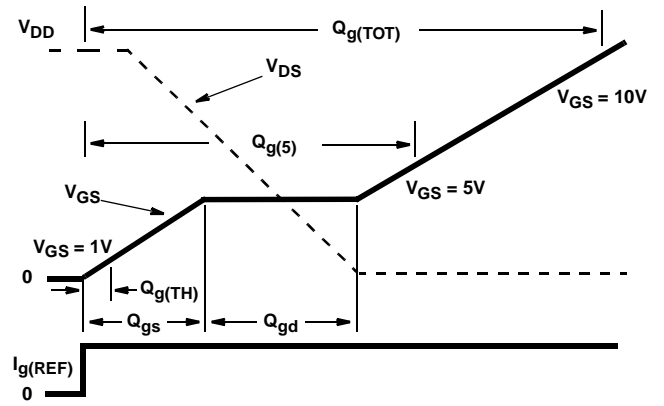 V_DD
Q_g(TOT)
V_DS
V_GS = 10V
Q_g(5)
V_GS
V_GS = 5V
V_GS = 1V
0
Q_g(TH)
Q_gs
Q_gd
I_g(REF)
0